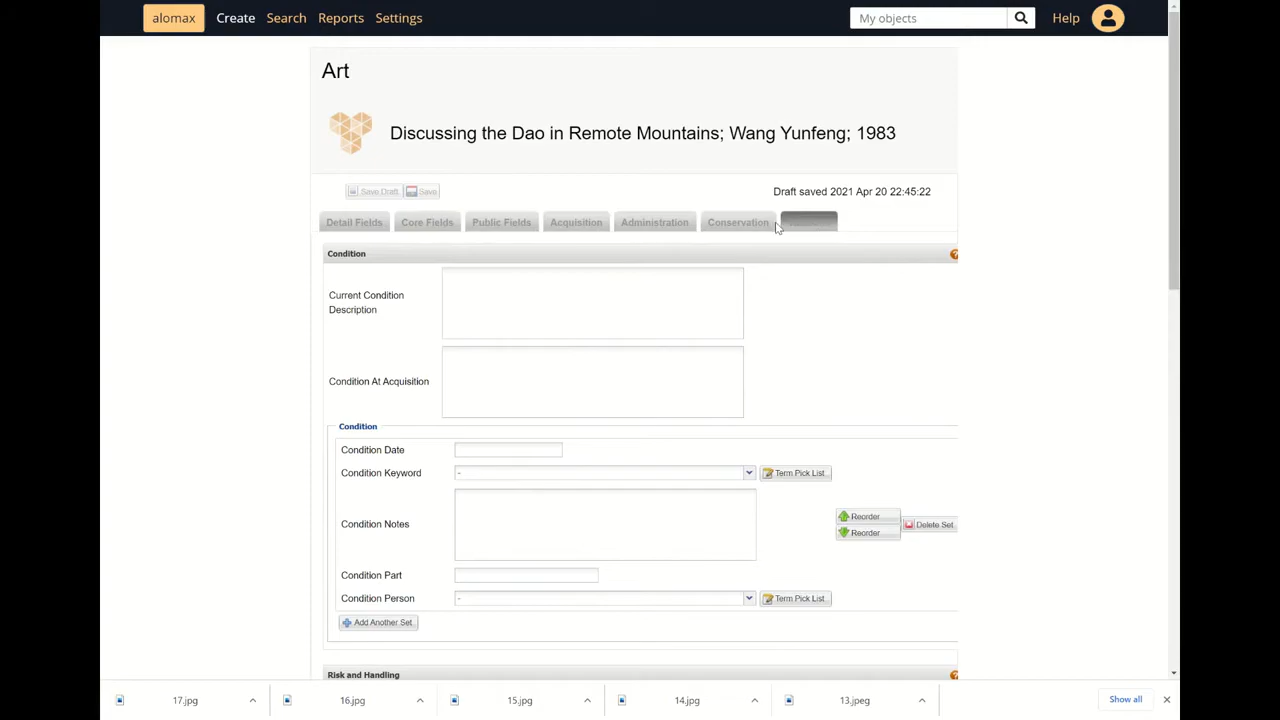 alomax Create Search Reports Settings My objects Help
Art
Discussing the Dao in Remote Mountains; Wang Yunfeng; 1983
Save Draft Save Draft saved 2021 Apr 20 22:45:22
Detail Fields Core Fields Public Fields Acquisition Administration Conservation
Condition
Current Condition
Description
Condition At Acquisition
Condition
Condition Date
Condition Keyword - Term Pick List
Condition Notes
Reorder
Reorder
Delete Set
Condition Part
Condition Person - Term Pick List
Add Another Set
Risk and Handling
17.jpg 16.jpg 15.jpg 14.jpg 13.jpeg Show all